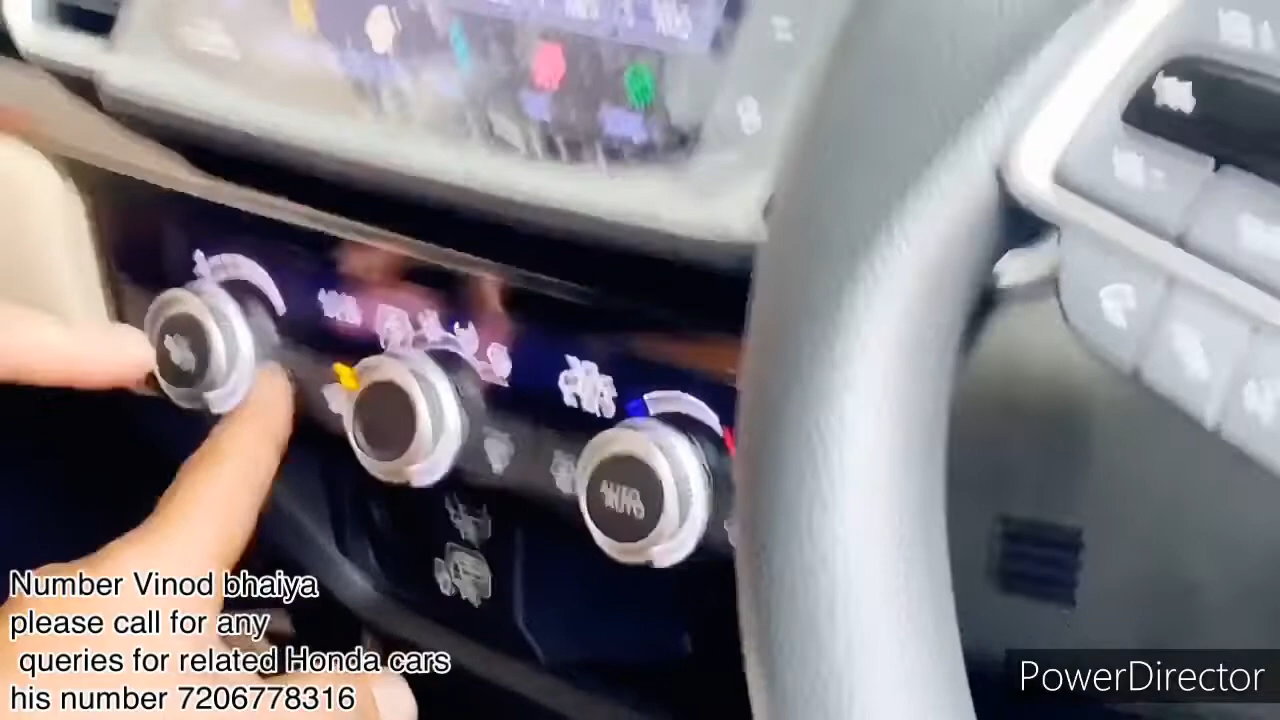 AUTO
Number Vinod bhaiya
please call for any
queries for related Honda cars
his number 7206778316
PowerDirector